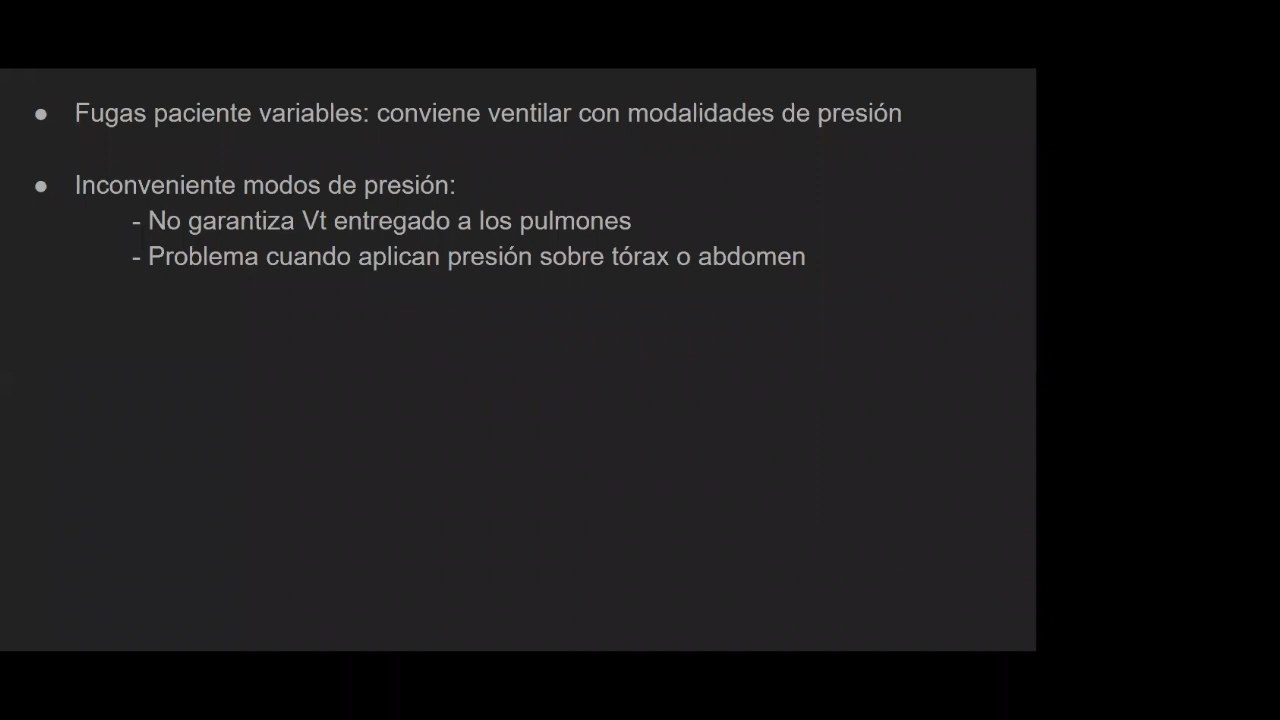 ● Fugas paciente variables: conviene ventilar con modalidades de presión
● Inconveniente modos de presión:
- No garantiza Vt entregado a los pulmones
- Problema cuando aplican presión sobre tórax o abdomen